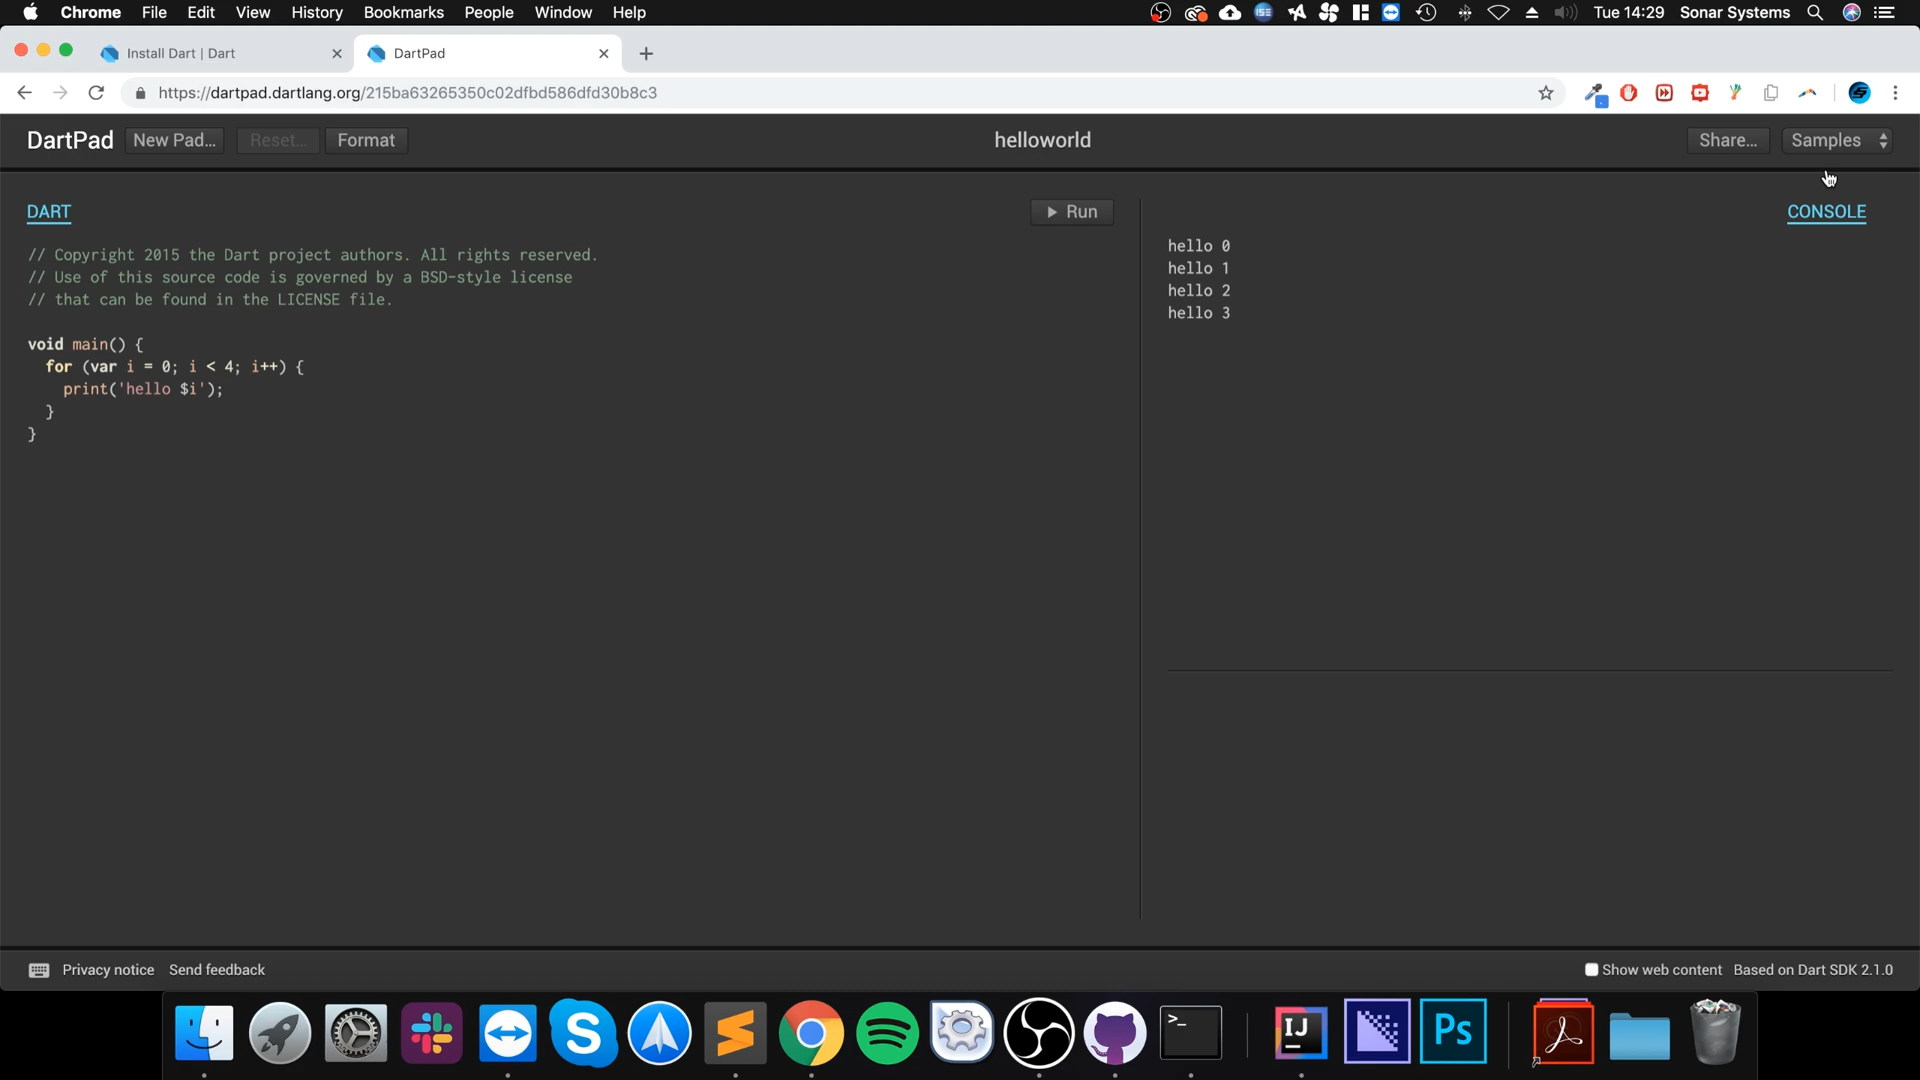 Chrome File Edit View History Bookmarks People Window Help
ISE
Tue 14:29 Sonar Systems
Install Dart | Dart
DartPad
https://dartpad.dartlang.org/215ba63265350c02dfbd586dfd30b8c3
DartPad New Pad... Reset... Format
helloworld
Share... Samples
DART
Run
CONSOLE
// Copyright 2015 the Dart project authors. All rights reserved.
// Use of this source code is governed by a BSD-style license
// that can be found in the LICENSE file.
void main() {
for (var i = 0; i < 4; i++) {
print('hello $i');
}
}
hello 0
hello 1
hello 2
hello 3
Privacy notice Send feedback
Show web content Based on Dart SDK 2.1.0
S
>_
IJ
Ps